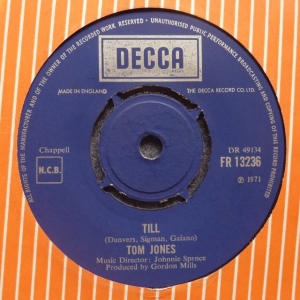 ALL RIGHTS OF THE MANUFACTURER AND OF THE OWNER OF THE RECORDED WORK RESERVED
UNAUTHORISED PUBLIC PERFORMANCE BROADCASTING AND COPYING OF THIS RECORD PROHIBITED
DECCA
MADE IN ENGLAND
THE DECCA RECORD CO. LTD.
Chappell
N.C.B.
DR 49134
FR 13236
℗ 1971
TILL
(Danvers, Sigman, Gaiano)
TOM JONES
Music Director: Johnnie Spence
Produced by Gordon Mills